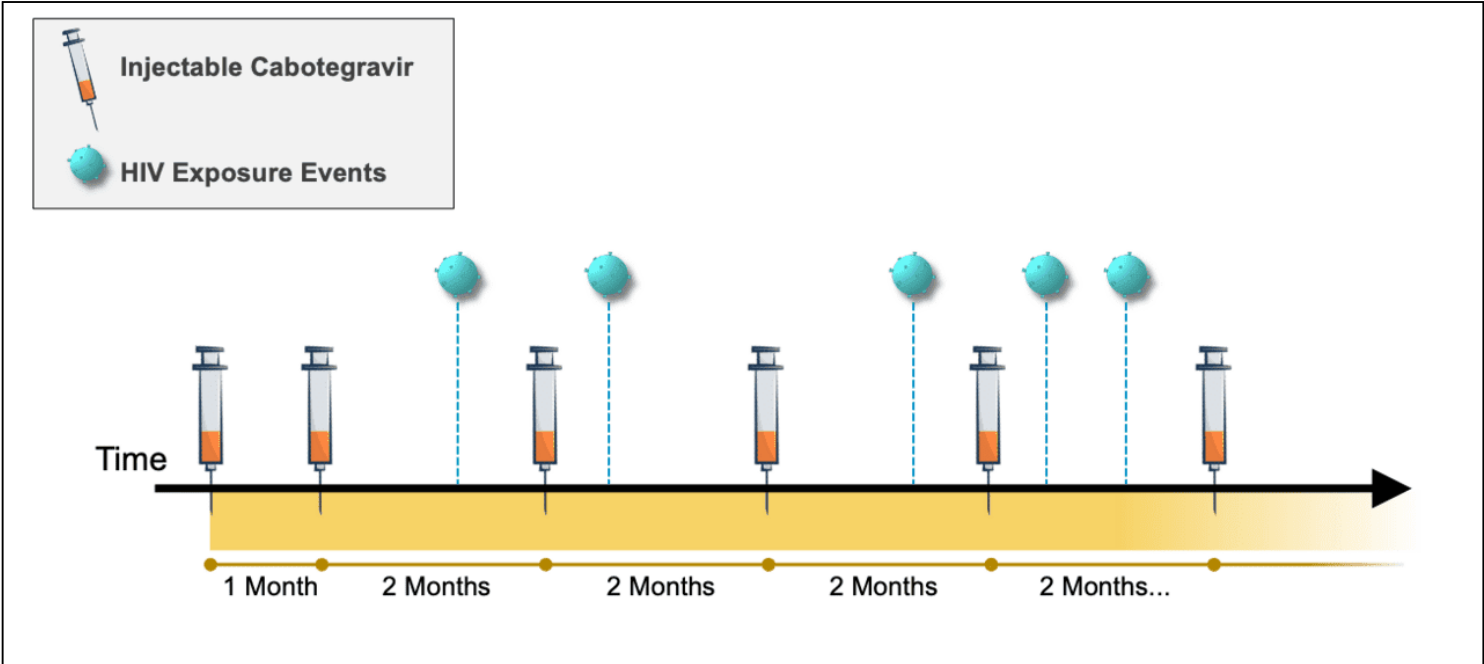 Injectable Cabotegravir
HIV Exposure Events
Time
1 Month
2 Months
2 Months
2 Months
2 Months...